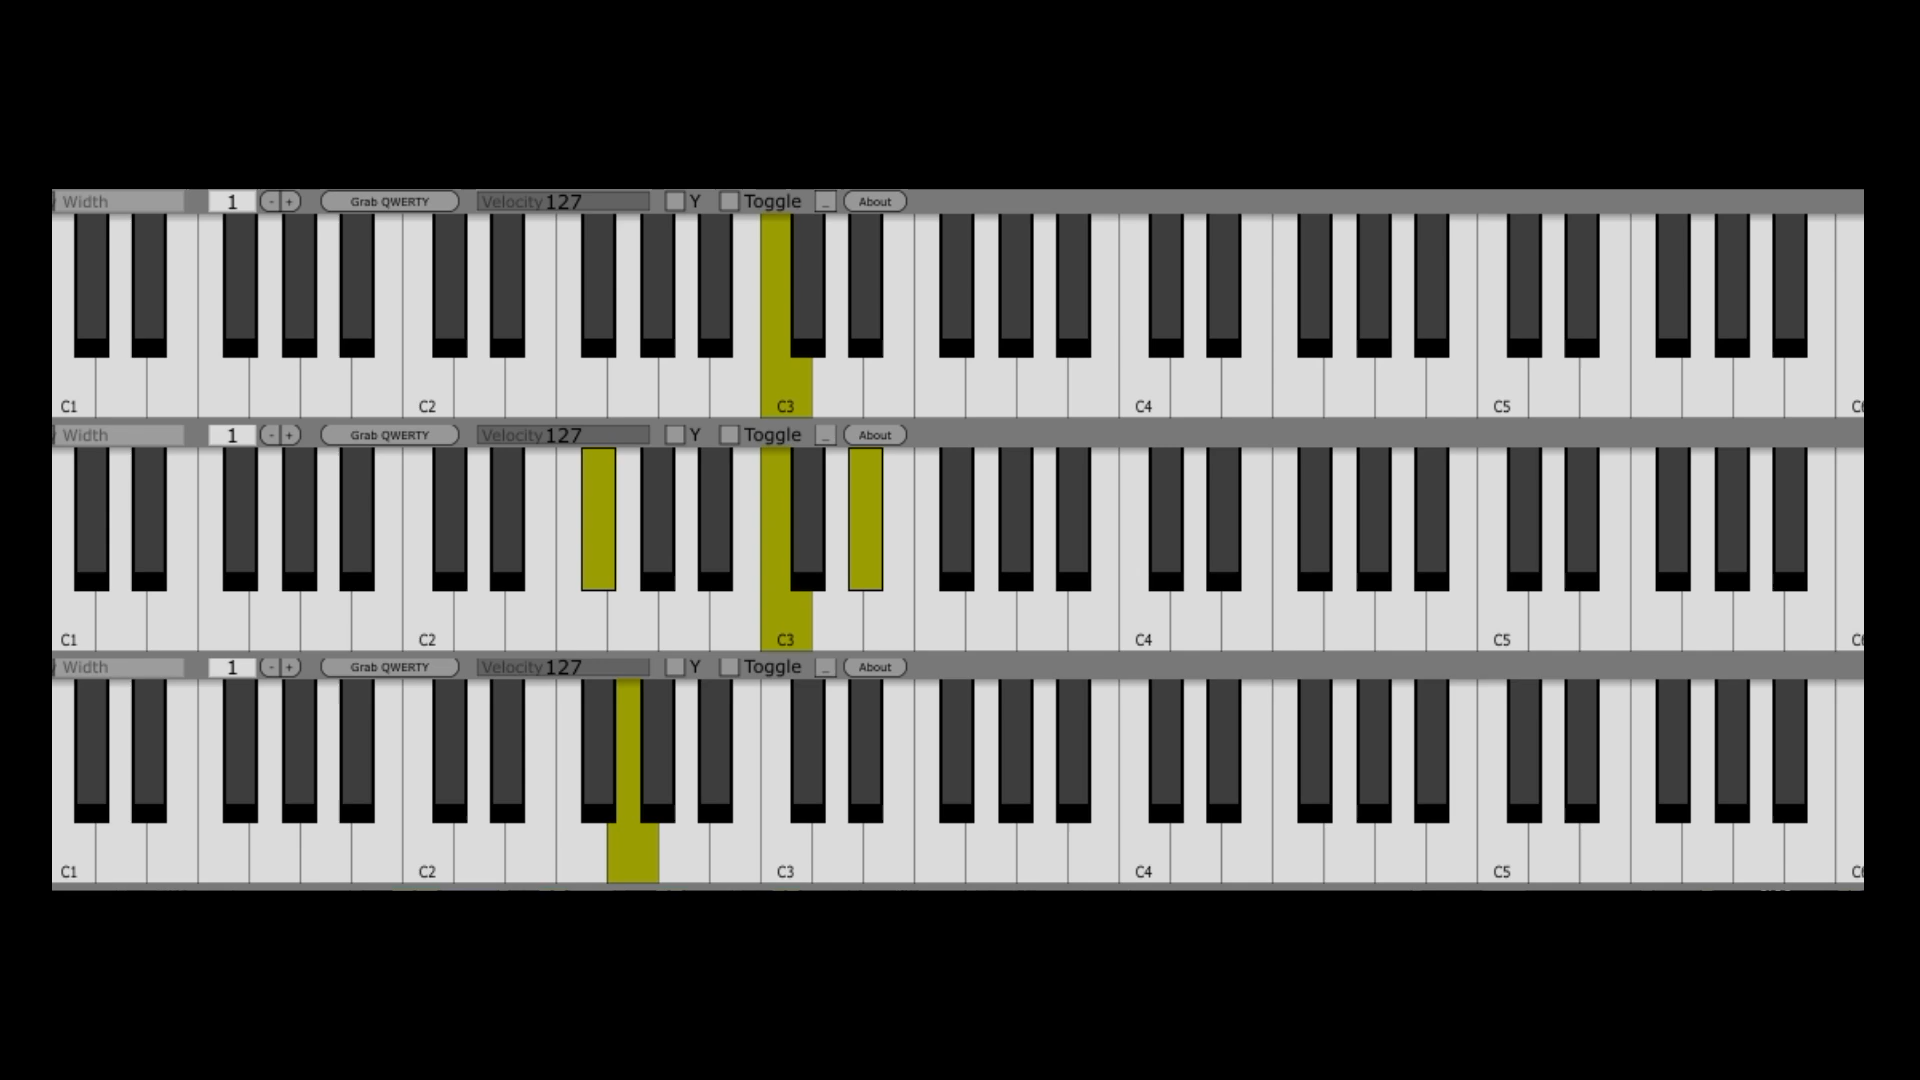 Width 1 - + Grab QWERTY Velocity 127 Y Toggle _ About
C1 C2 C3 C4 C5
Width 1 - + Grab QWERTY Velocity 127 Y Toggle _ About
C1 C2 C3 C4 C5
Width 1 - + Grab QWERTY Velocity 127 Y Toggle _ About
C1 C2 C3 C4 C5